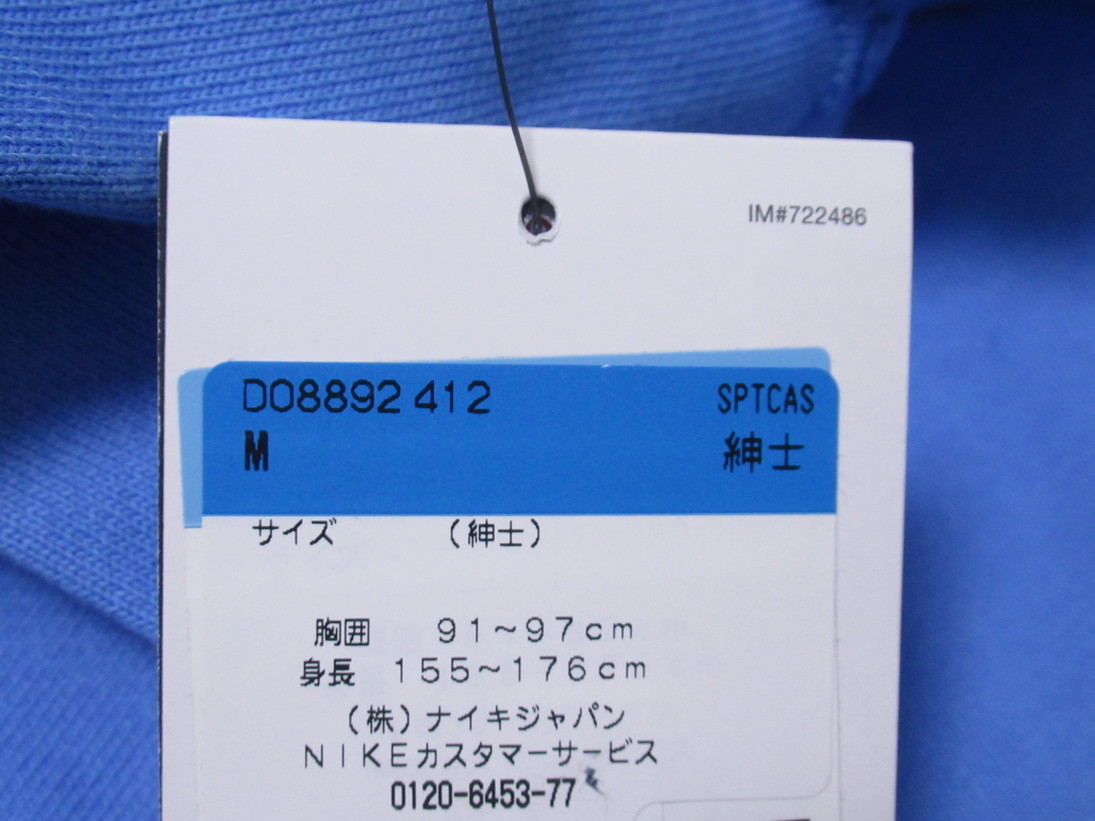 IM#722486
DO8892 412 SPTCAS
M 紳士
サイズ （紳士）
胸囲 91～97cm
身長 155～176cm
（株）ナイキジャパン
NIKEカスタマーサービス
0120-6453-77